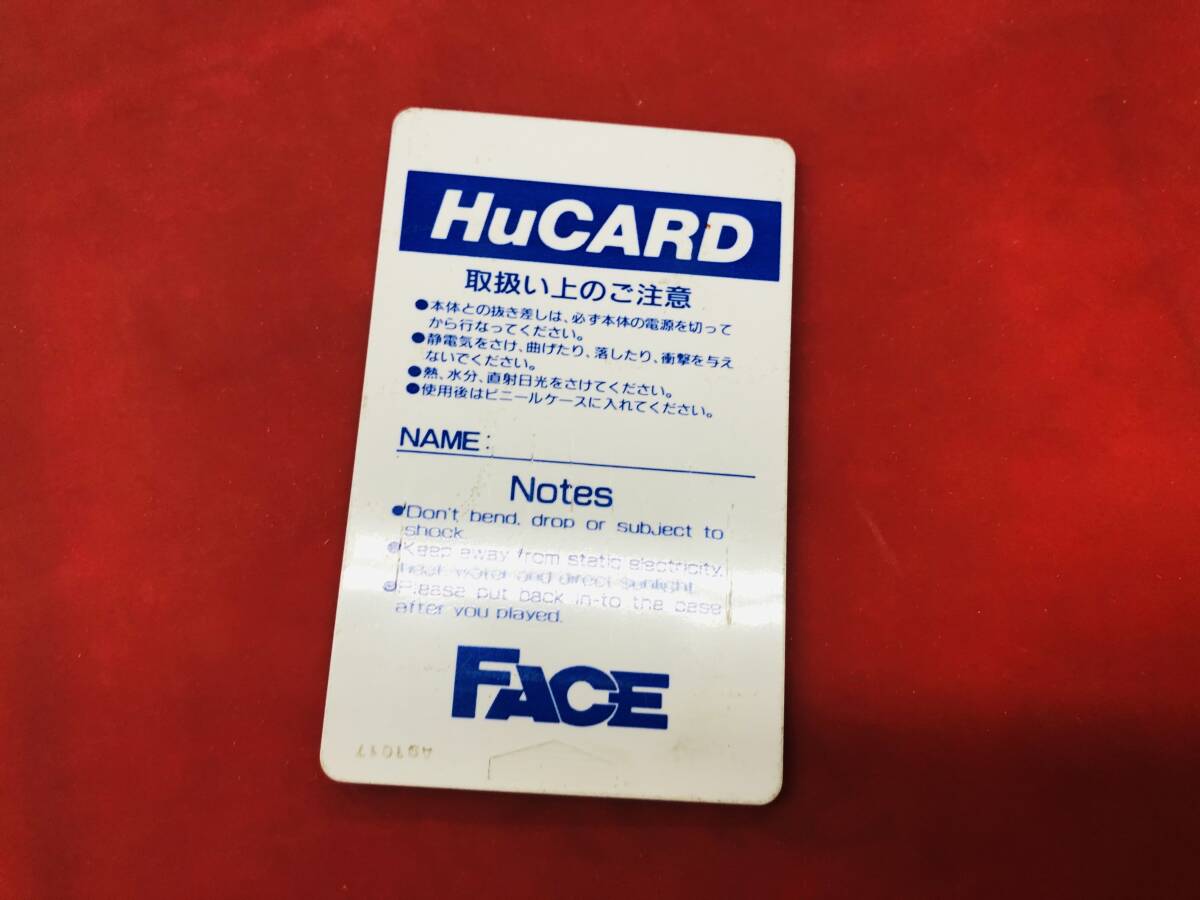 HuCARD
取扱い上のご注意
●本体との抜き差しは、必ず本体の電源を切って
から行なってください。
●静電気をさけ、曲げたり、落したり、衝撃を与え
ないでください。
●熱、水分、直射日光をさけてください。
●使用後はビニールケースに入れてください。
NAME:
Notes
●Don't bend, drop or subject to
shock.
●Keep away from static electricity,
heat, water and direct sunlight.
●Please put back in-to the case
after you played.
FACE